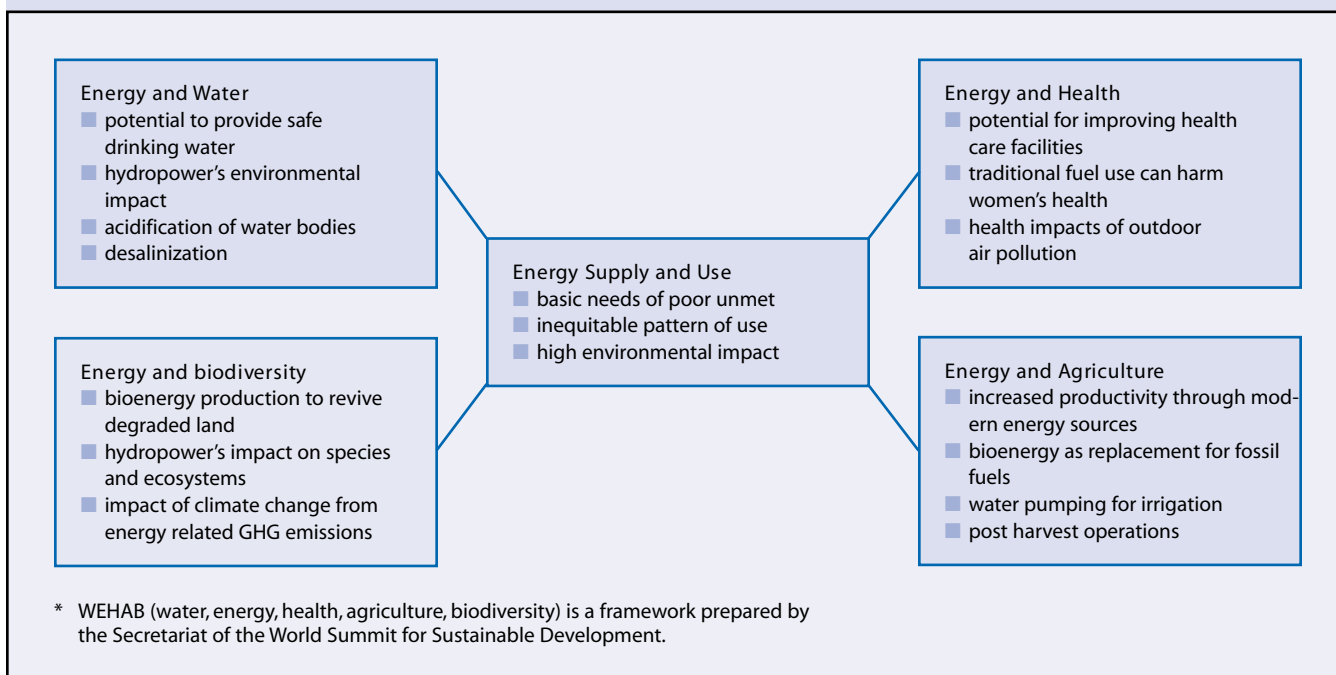 Energy and Water
■ potential to provide safe
drinking water
■ hydropower's environmental
impact
■ acidification of water bodies
■ desalinization
Energy and Health
■ potential for improving health
care facilities
■ traditional fuel use can harm
women's health
■ health impacts of outdoor
air pollution
Energy Supply and Use
■ basic needs of poor unmet
■ inequitable pattern of use
■ high environmental impact
Energy and biodiversity
■ bioenergy production to revive
degraded land
■ hydropower's impact on species
and ecosystems
■ impact of climate change from
energy related GHG emissions
Energy and Agriculture
■ increased productivity through mod-
ern energy sources
■ bioenergy as replacement for fossil
fuels
■ water pumping for irrigation
■ post harvest operations
* WEHAB (water, energy, health, agriculture, biodiversity) is a framework prepared by
the Secretariat of the World Summit for Sustainable Development.